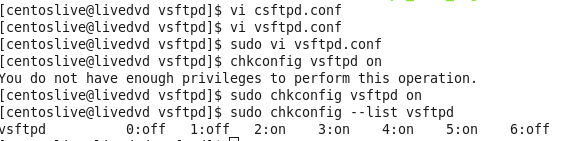 [centoslive@livedvd vsftpd]$ vi csftpd.conf
[centoslive@livedvd vsftpd]$ vi vsftpd.conf
[centoslive@livedvd vsftpd]$ sudo vi vsftpd.conf
[centoslive@livedvd vsftpd]$ chkconfig vsftpd on
You do not have enough privileges to perform this operation.
[centoslive@livedvd vsftpd]$ sudo chkconfig vsftpd on
[centoslive@livedvd vsftpd]$ sudo chkconfig --list vsftpd
vsftpd 0:off 1:off 2:on 3:on 4:on 5:on 6:off